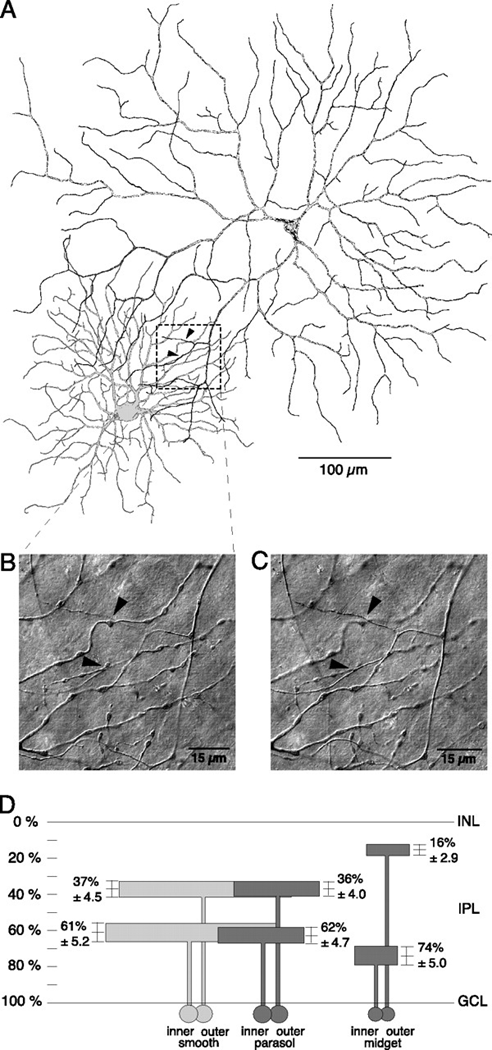 A
100 µm
B
C
15 µm
15 µm
D
0 %
INL
20 %
16%
± 2.9
37%
± 4.5
36%
± 4.0
40 %
IPL
60 %
61%
± 5.2
62%
± 4.7
74%
± 5.0
80 %
100 %
GCL
inner outer inner outer inner outer
smooth parasol midget